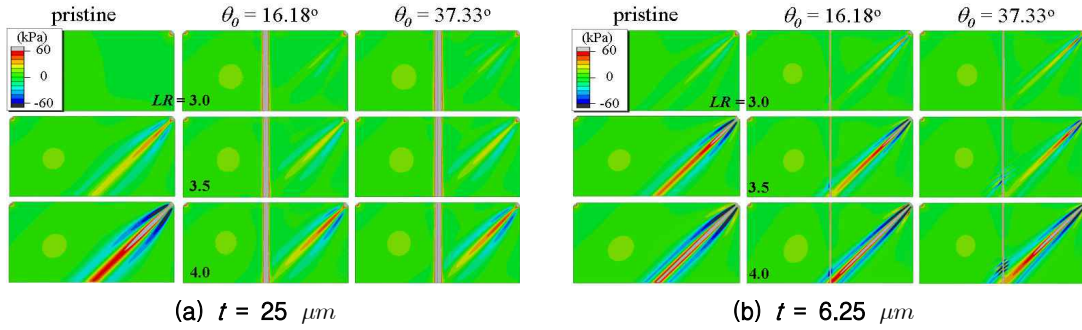 pristine θ₀ = 16.18° θ₀ = 37.33° pristine θ₀ = 16.18° θ₀ = 37.33°
(kPa) (kPa)
60 60
0 0
-60 -60
LR = 3.0 LR = 3.0
3.5 3.5
4.0 4.0
(a) t = 25 μm (b) t = 6.25 μm